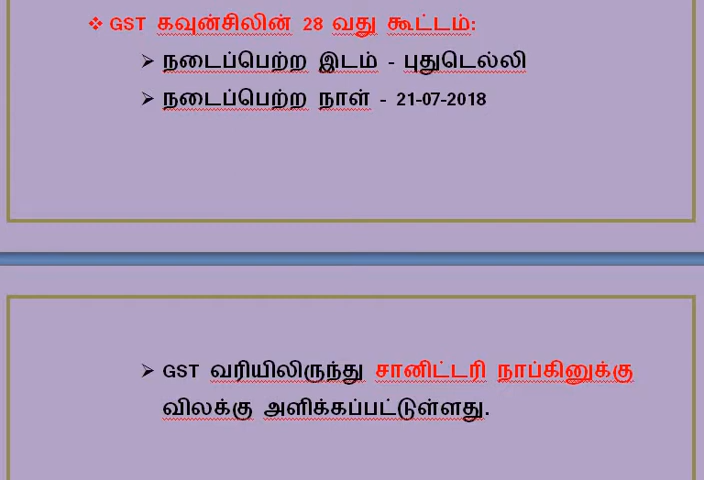 ❖ GST கவுன்சிலின் 28 வது கூட்டம்:
➢ நடைப்பெற்ற இடம் - புதுடெல்லி
➢ நடைப்பெற்ற நாள் - 21-07-2018
➢ GST வரியிலிருந்து சானிட்டரி நாப்கினுக்கு
விலக்கு அளிக்கப்பட்டுள்ளது.